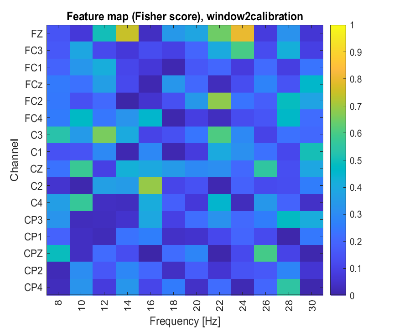 Feature map (Fisher score), window2calibration
Channel
FZ
FC3
FC1
FCz
FC2
FC4
C3
C1
CZ
C2
C4
CP3
CP1
CPZ
CP2
CP4
8 10 12 14 16 18 20 22 24 26 28 30
Frequency [Hz]
1
0.9
0.8
0.7
0.6
0.5
0.4
0.3
0.2
0.1
0